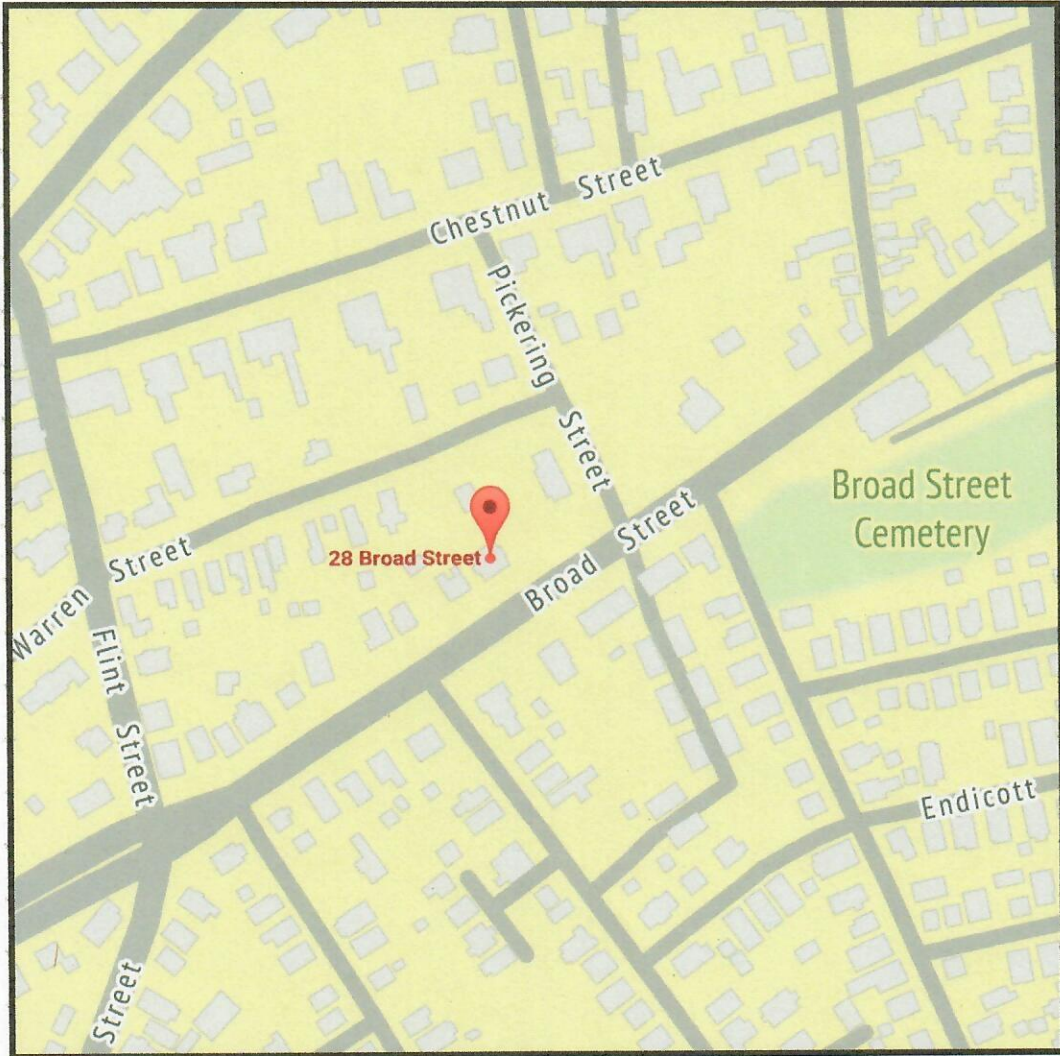 Chestnut Street
Pickering Street
Broad Street
Cemetery
28 Broad Street
Broad Street
Warren Street
Flint Street
Endicott
Street